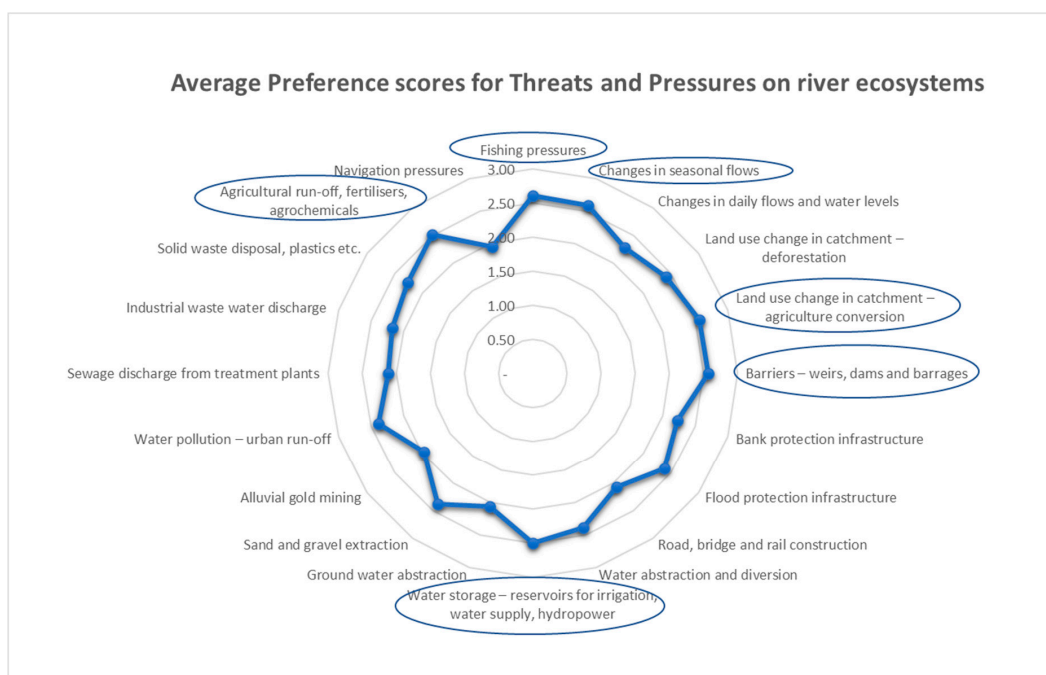 Average Preference scores for Threats and Pressures on river ecosystems
Fishing pressures
Changes in seasonal flows
Changes in daily flows and water levels
Land use change in catchment –
deforestation
Land use change in catchment –
agriculture conversion
Barriers – weirs, dams and barrages
Bank protection infrastructure
Flood protection infrastructure
Road, bridge and rail construction
Water abstraction and diversion
Water storage – reservoirs for irrigation,
water supply, hydropower
Ground water abstraction
Sand and gravel extraction
Alluvial gold mining
Water pollution – urban run-off
Sewage discharge from treatment plants
Industrial waste water discharge
Solid waste disposal, plastics etc.
Agricultural run-off, fertilisers,
agrochemicals
Navigation pressures
3.00
2.50
2.00
1.50
1.00
0.50
-